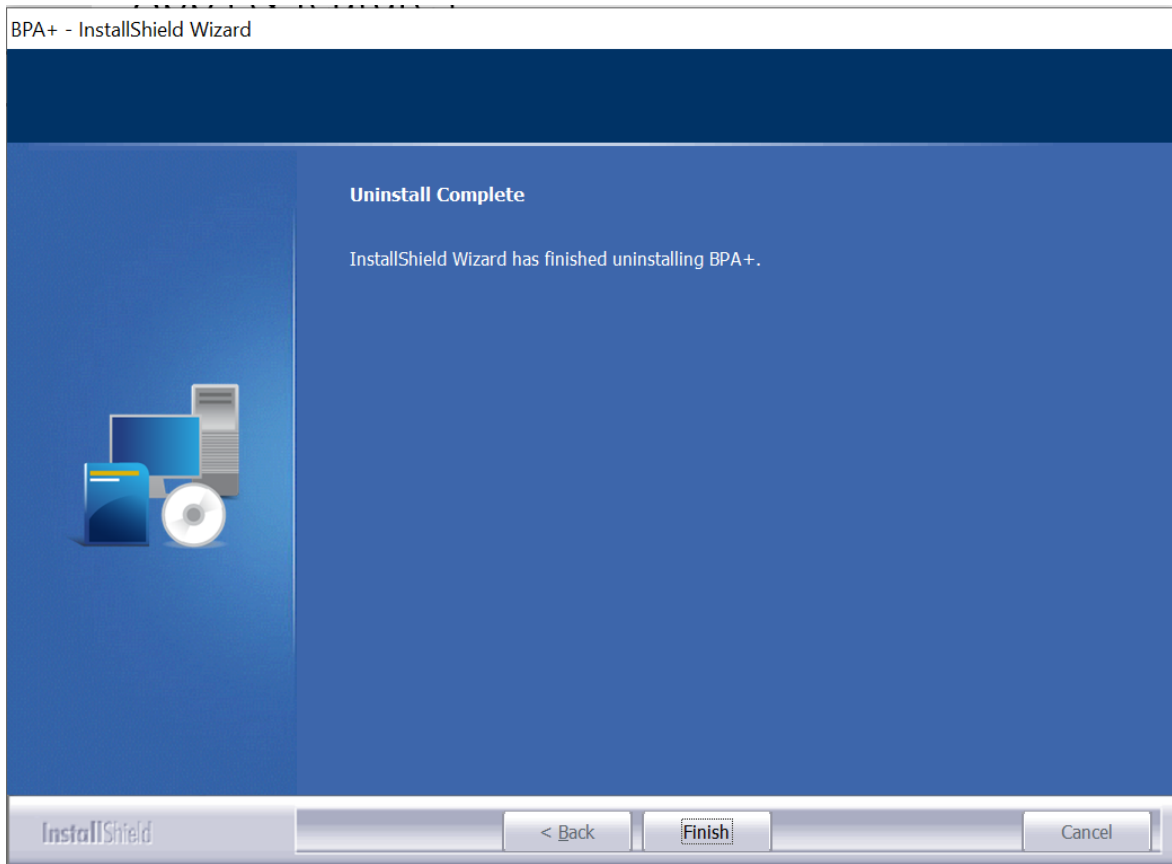 BPA+ - InstallShield Wizard
Uninstall Complete
InstallShield Wizard has finished uninstalling BPA+.
InstallShield
< Back
Finish
Cancel